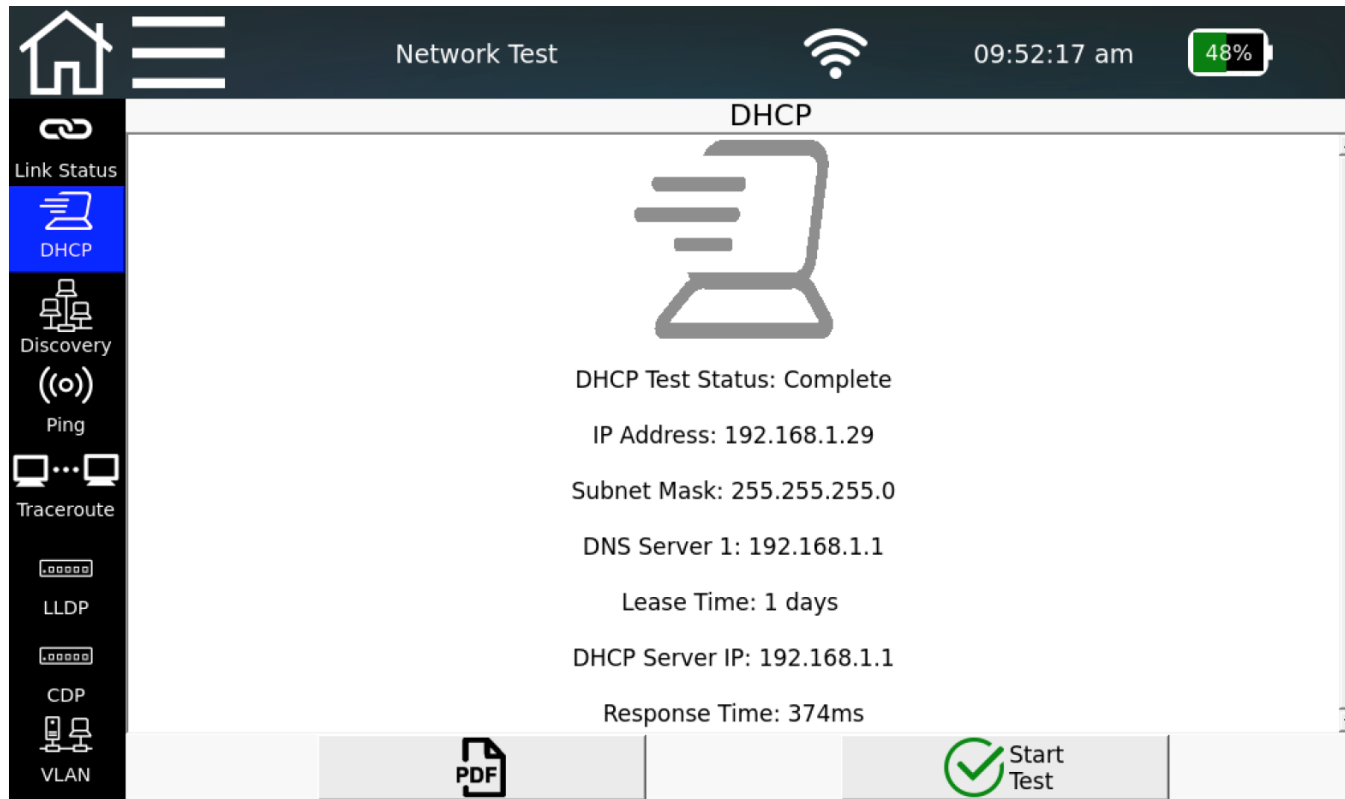 Network Test
09:52:17 am
48%
DHCP
Link Status
DHCP
Discovery
Ping
Traceroute
LLDP
CDP
VLAN
DHCP Test Status: Complete
IP Address: 192.168.1.29
Subnet Mask: 255.255.255.0
DNS Server 1: 192.168.1.1
Lease Time: 1 days
DHCP Server IP: 192.168.1.1
Response Time: 374ms
PDF
Start
Test